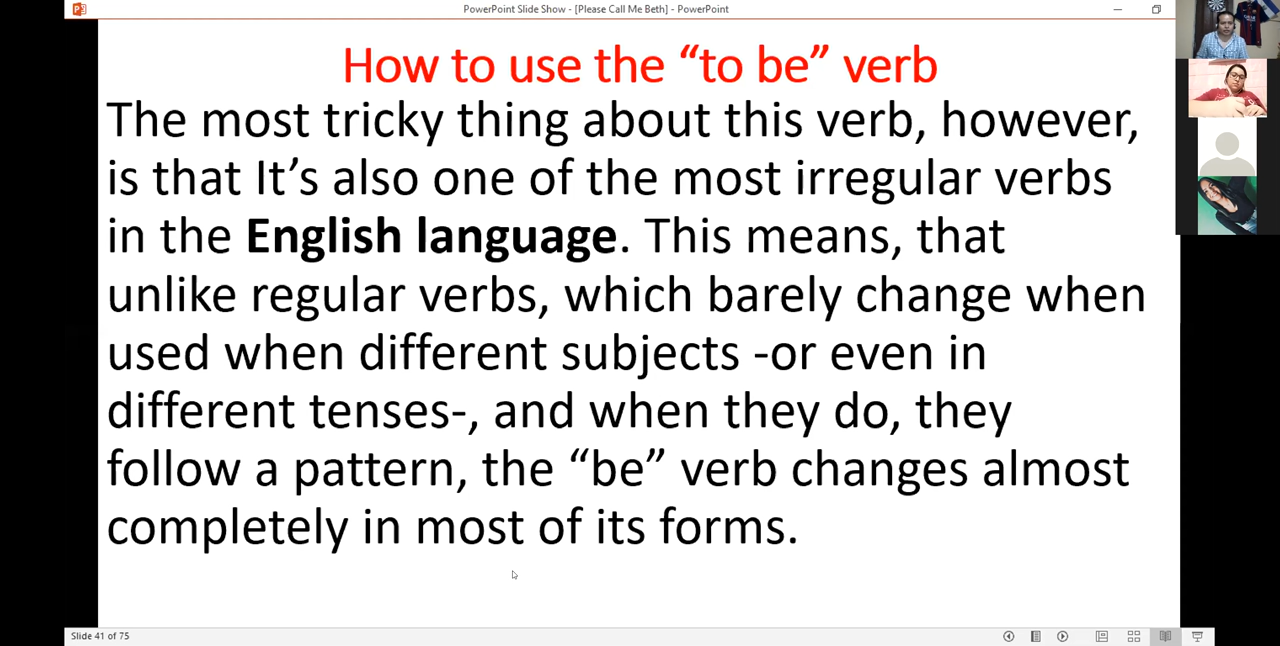 PowerPoint Slide Show - [Please Call Me Beth] - PowerPoint
How to use the “to be” verb
The most tricky thing about this verb, however,
is that It’s also one of the most irregular verbs
in the English language. This means, that
unlike regular verbs, which barely change when
used when different subjects -or even in
different tenses-, and when they do, they
follow a pattern, the “be” verb changes almost
completely in most of its forms.
Slide 41 of 75